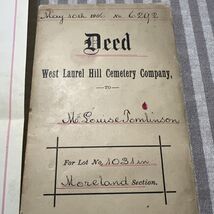 May 10th 1906 No 6292
Deed
West Laurel Hill Cemetery Company,
TO
M. Louise Tomlinson
For Lot No 1031 in
Moreland Section.